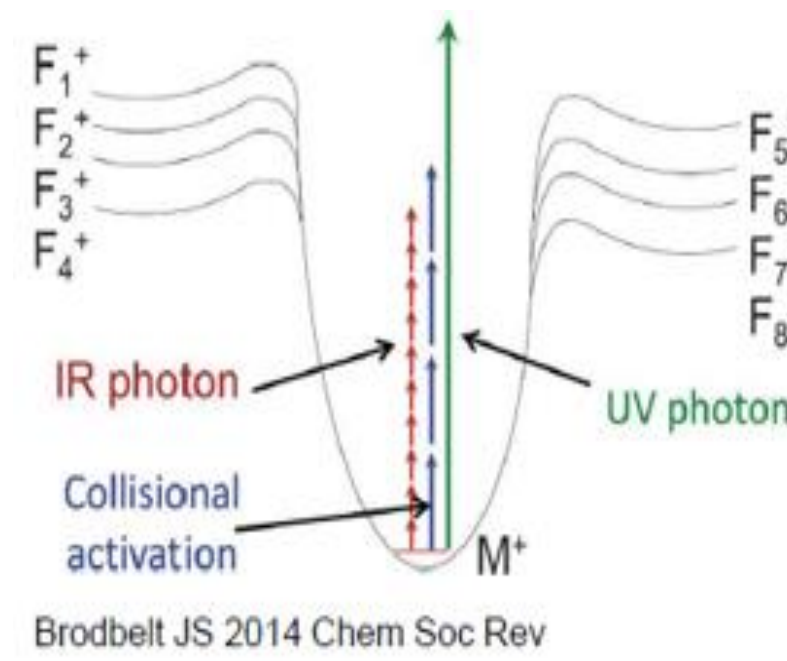 F₁⁺
F₂⁺
F₃⁺
F₄⁺
F₅
F₆
F₇
F₈
IR photon
UV photon
Collisional
activation
M⁺
Brodbelt JS 2014 Chem Soc Rev